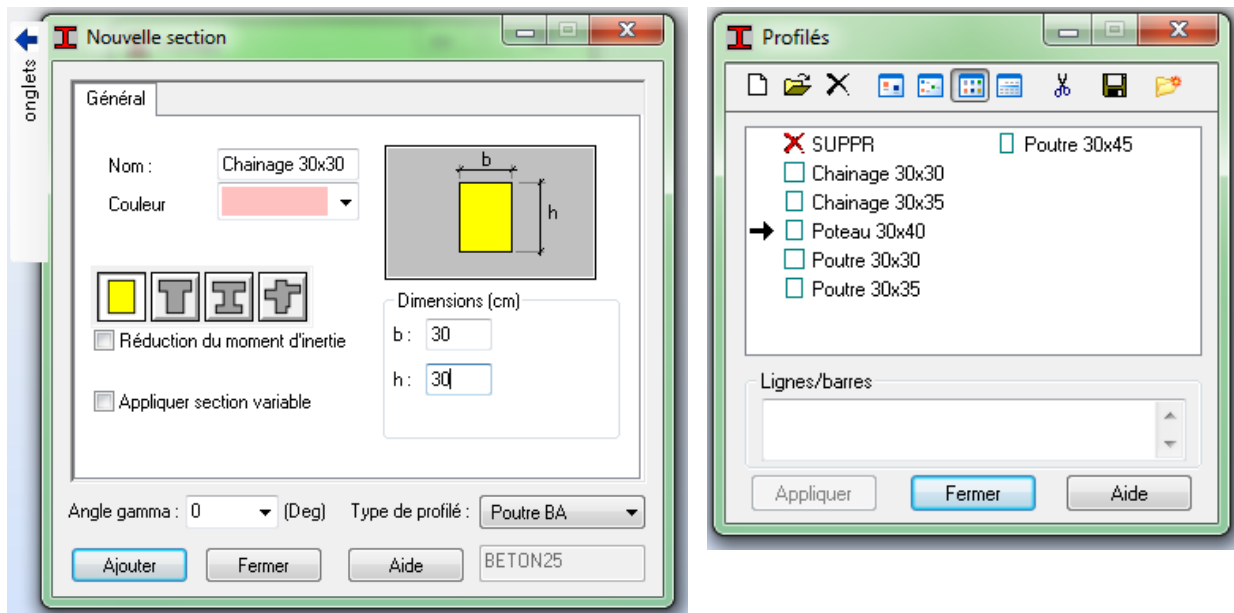 onglets
Nouvelle section
Général
Nom : Chainage 30x30
Couleur
b
h
Réduction du moment d'inertie
Appliquer section variable
Dimensions (cm)
b : 30
h : 30
Angle gamma : 0 (Deg) Type de profilé : Poutre BA
Ajouter Fermer Aide BETON25
Profilés
SUPPR Poutre 30x45
Chainage 30x30
Chainage 30x35
Poteau 30x40
Poutre 30x30
Poutre 30x35
Lignes/barres
Appliquer Fermer Aide